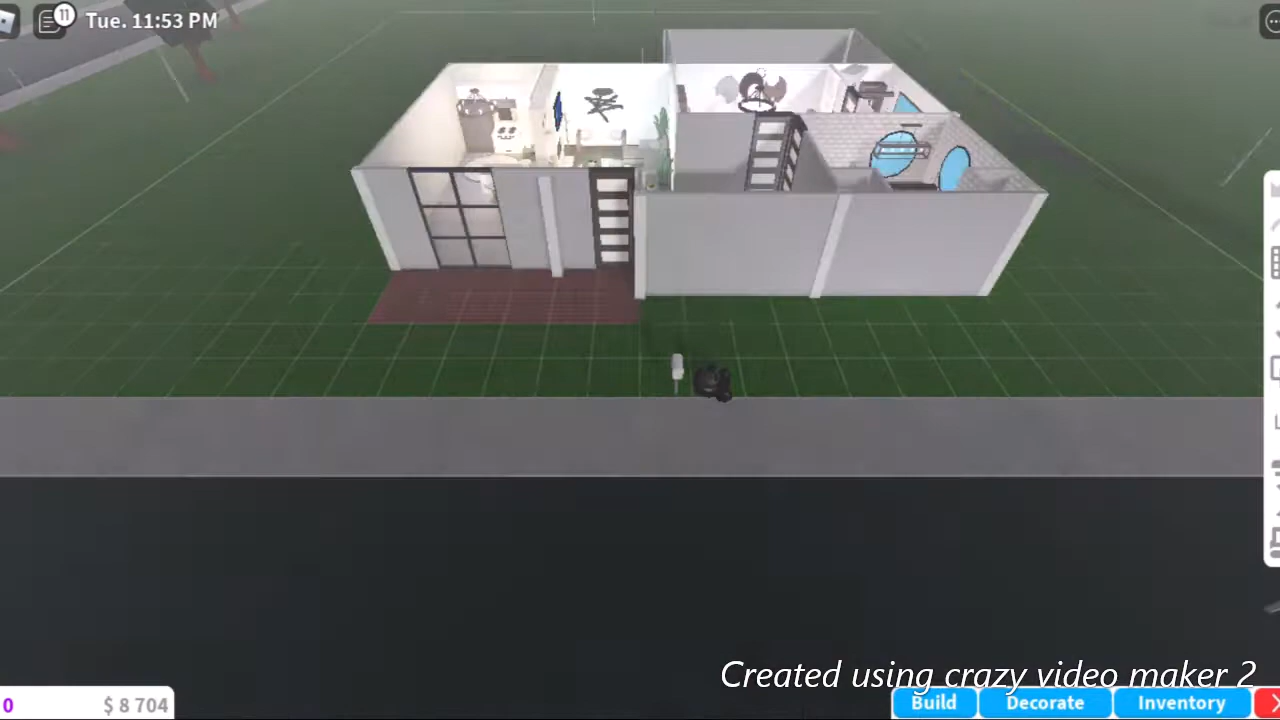 11
Tue. 11:53 PM
Created using crazy video maker 2
0
$ 8 704
Build
Decorate
Inventory